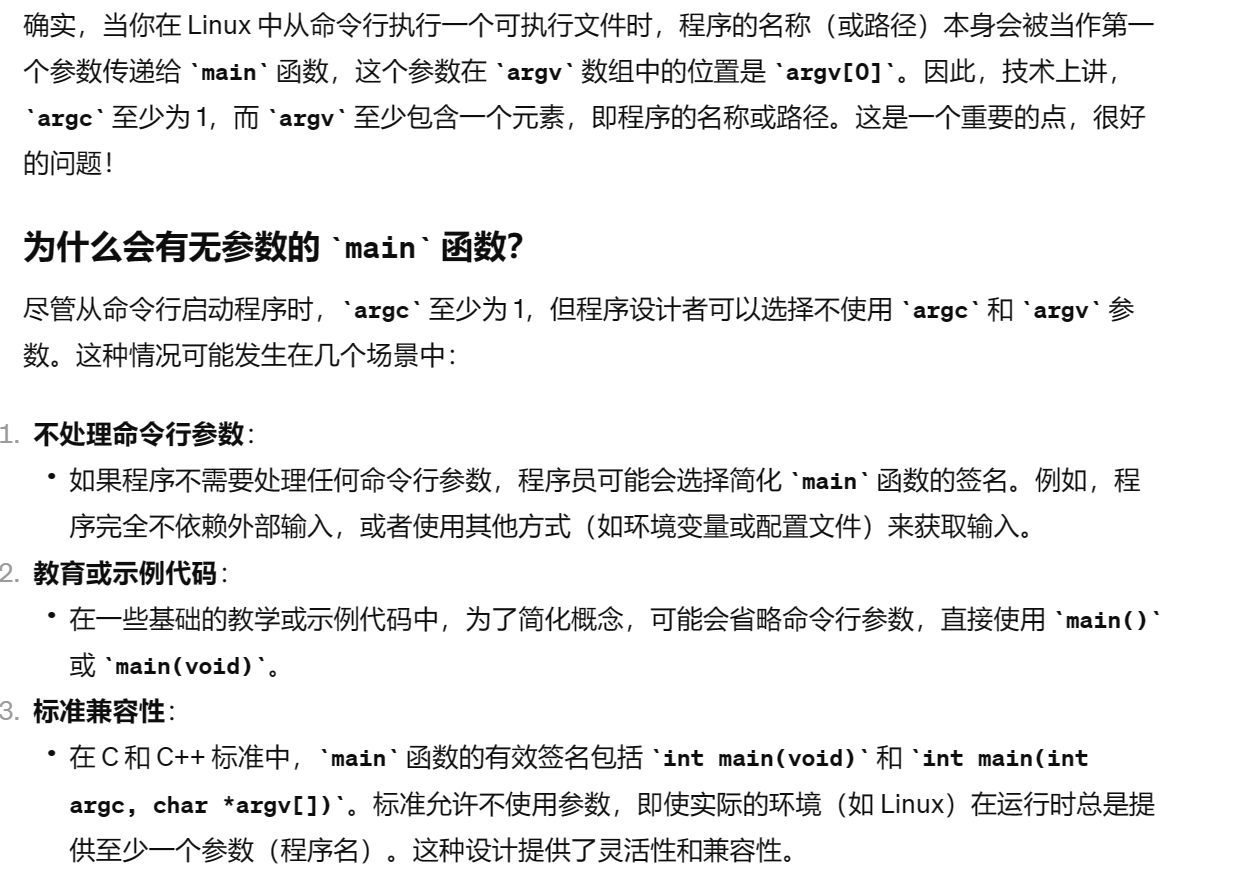 确实，当你在 Linux 中从命令行执行一个可执行文件时，程序的名称（或路径）本身会被当作第一
个参数传递给 `main` 函数，这个参数在 `argv` 数组中的位置是 `argv[0]`。因此，技术上讲，
`argc` 至少为 1，而 `argv` 至少包含一个元素，即程序的名称或路径。这是一个重要的点，很好
的问题！
为什么会有无参数的 `main` 函数？
尽管从命令行启动程序时，`argc` 至少为 1，但程序设计者可以选择不使用 `argc` 和 `argv` 参
数。这种情况可能发生在几个场景中：
1. 不处理命令行参数：
• 如果程序不需要处理任何命令行参数，程序员可能会选择简化 `main` 函数的签名。例如，程
序完全不依赖外部输入，或者使用其他方式（如环境变量或配置文件）来获取输入。
2. 教育或示例代码：
• 在一些基础的教学或示例代码中，为了简化概念，可能会省略命令行参数，直接使用 `main()`
或 `main(void)`。
3. 标准兼容性：
• 在 C 和 C++ 标准中，`main` 函数的有效签名包括 `int main(void)` 和 `int main(int
argc, char *argv[])`。标准允许不使用参数，即使实际的环境（如 Linux）在运行时总是提
供至少一个参数（程序名）。这种设计提供了灵活性和兼容性。